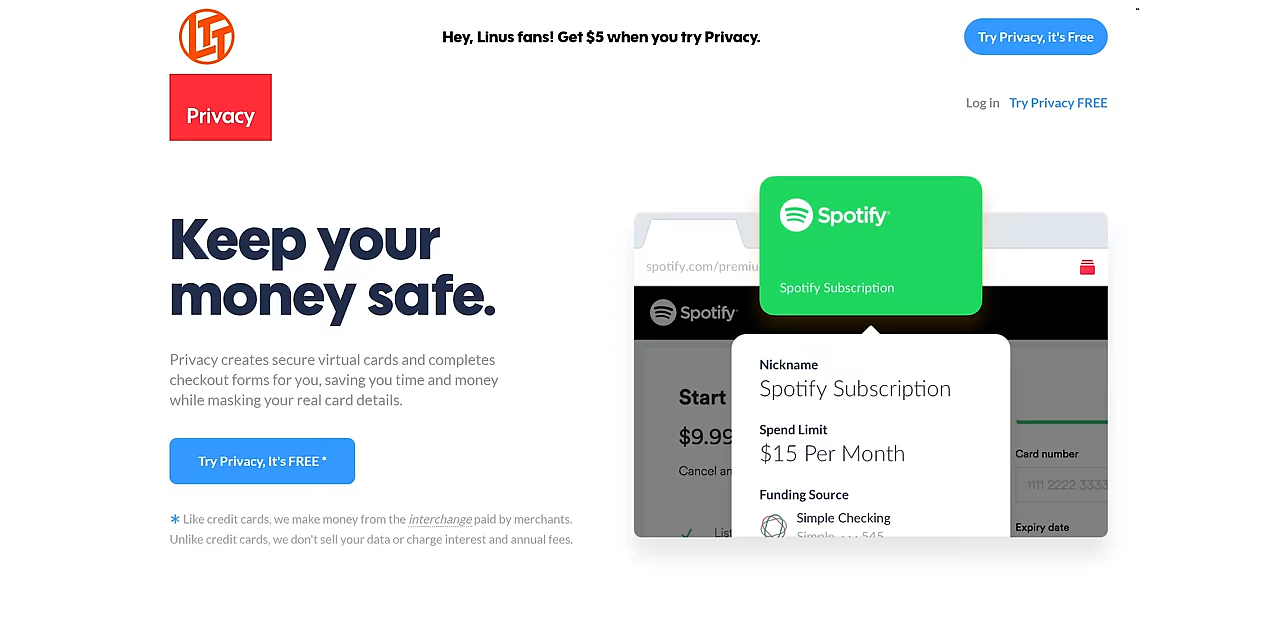 LTT
Hey, Linus fans! Get $5 when you try Privacy.
Try Privacy, it's Free
Privacy
Log in Try Privacy FREE
Keep your
money safe.
Privacy creates secure virtual cards and completes
checkout forms for you, saving you time and money
while masking your real card details.
Try Privacy, It's FREE *
* Like credit cards, we make money from the interchange paid by merchants.
Unlike credit cards, we don't sell your data or charge interest and annual fees.
Spotify
Spotify Subscription
spotify.com/premiu
Spotify
Start
$9.99
Cancel an
List
Nickname
Spotify Subscription
Spend Limit
$15 Per Month
Funding Source
Simple Checking
Simple ... 545
Card number
1111 2222 3333
Expiry date